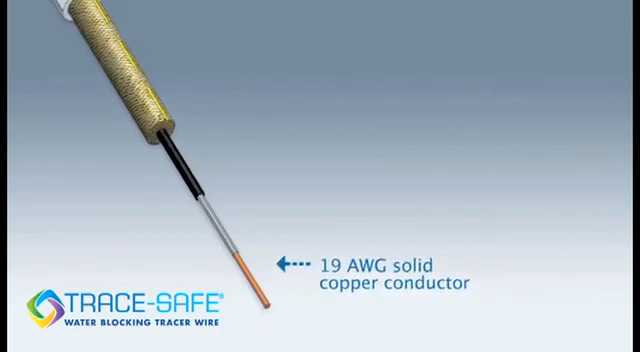 19 AWG solid
copper conductor
TRACE-SAFE®
WATER BLOCKING TRACER WIRE